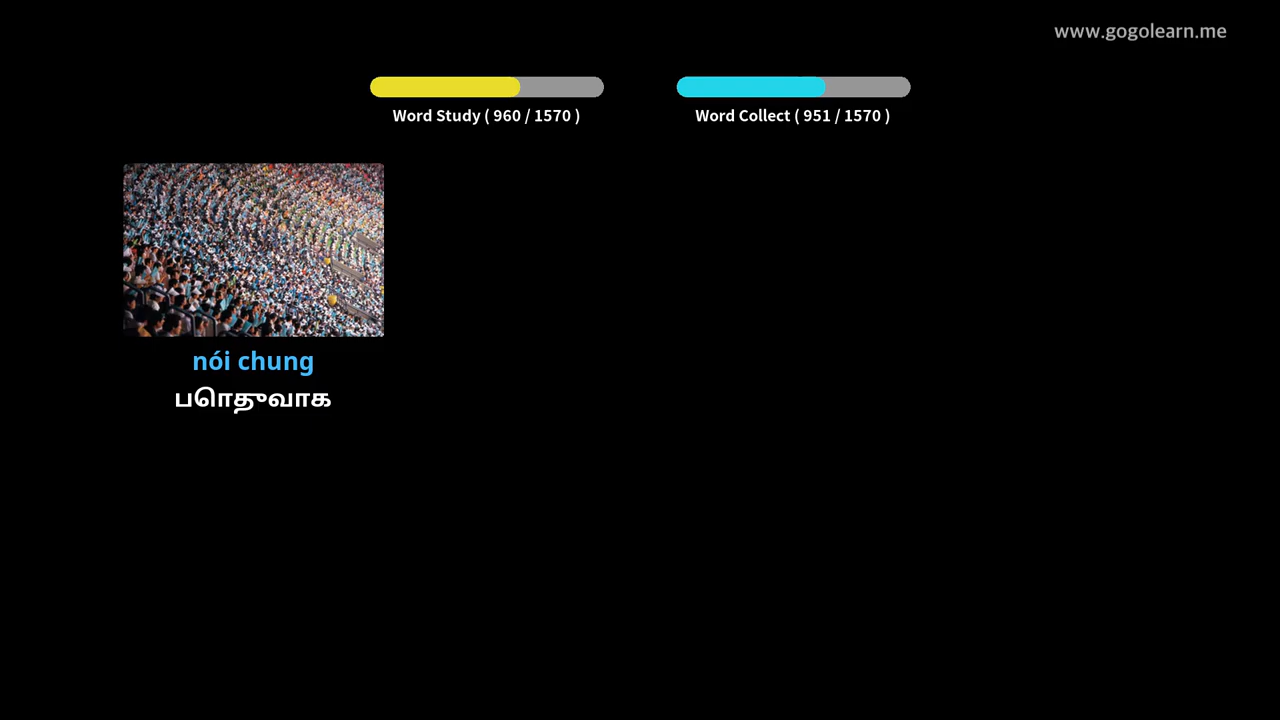 www.gogolearn.me
Word Study ( 960 / 1570 )
Word Collect ( 951 / 1570 )
nói chung
பொதுவாக